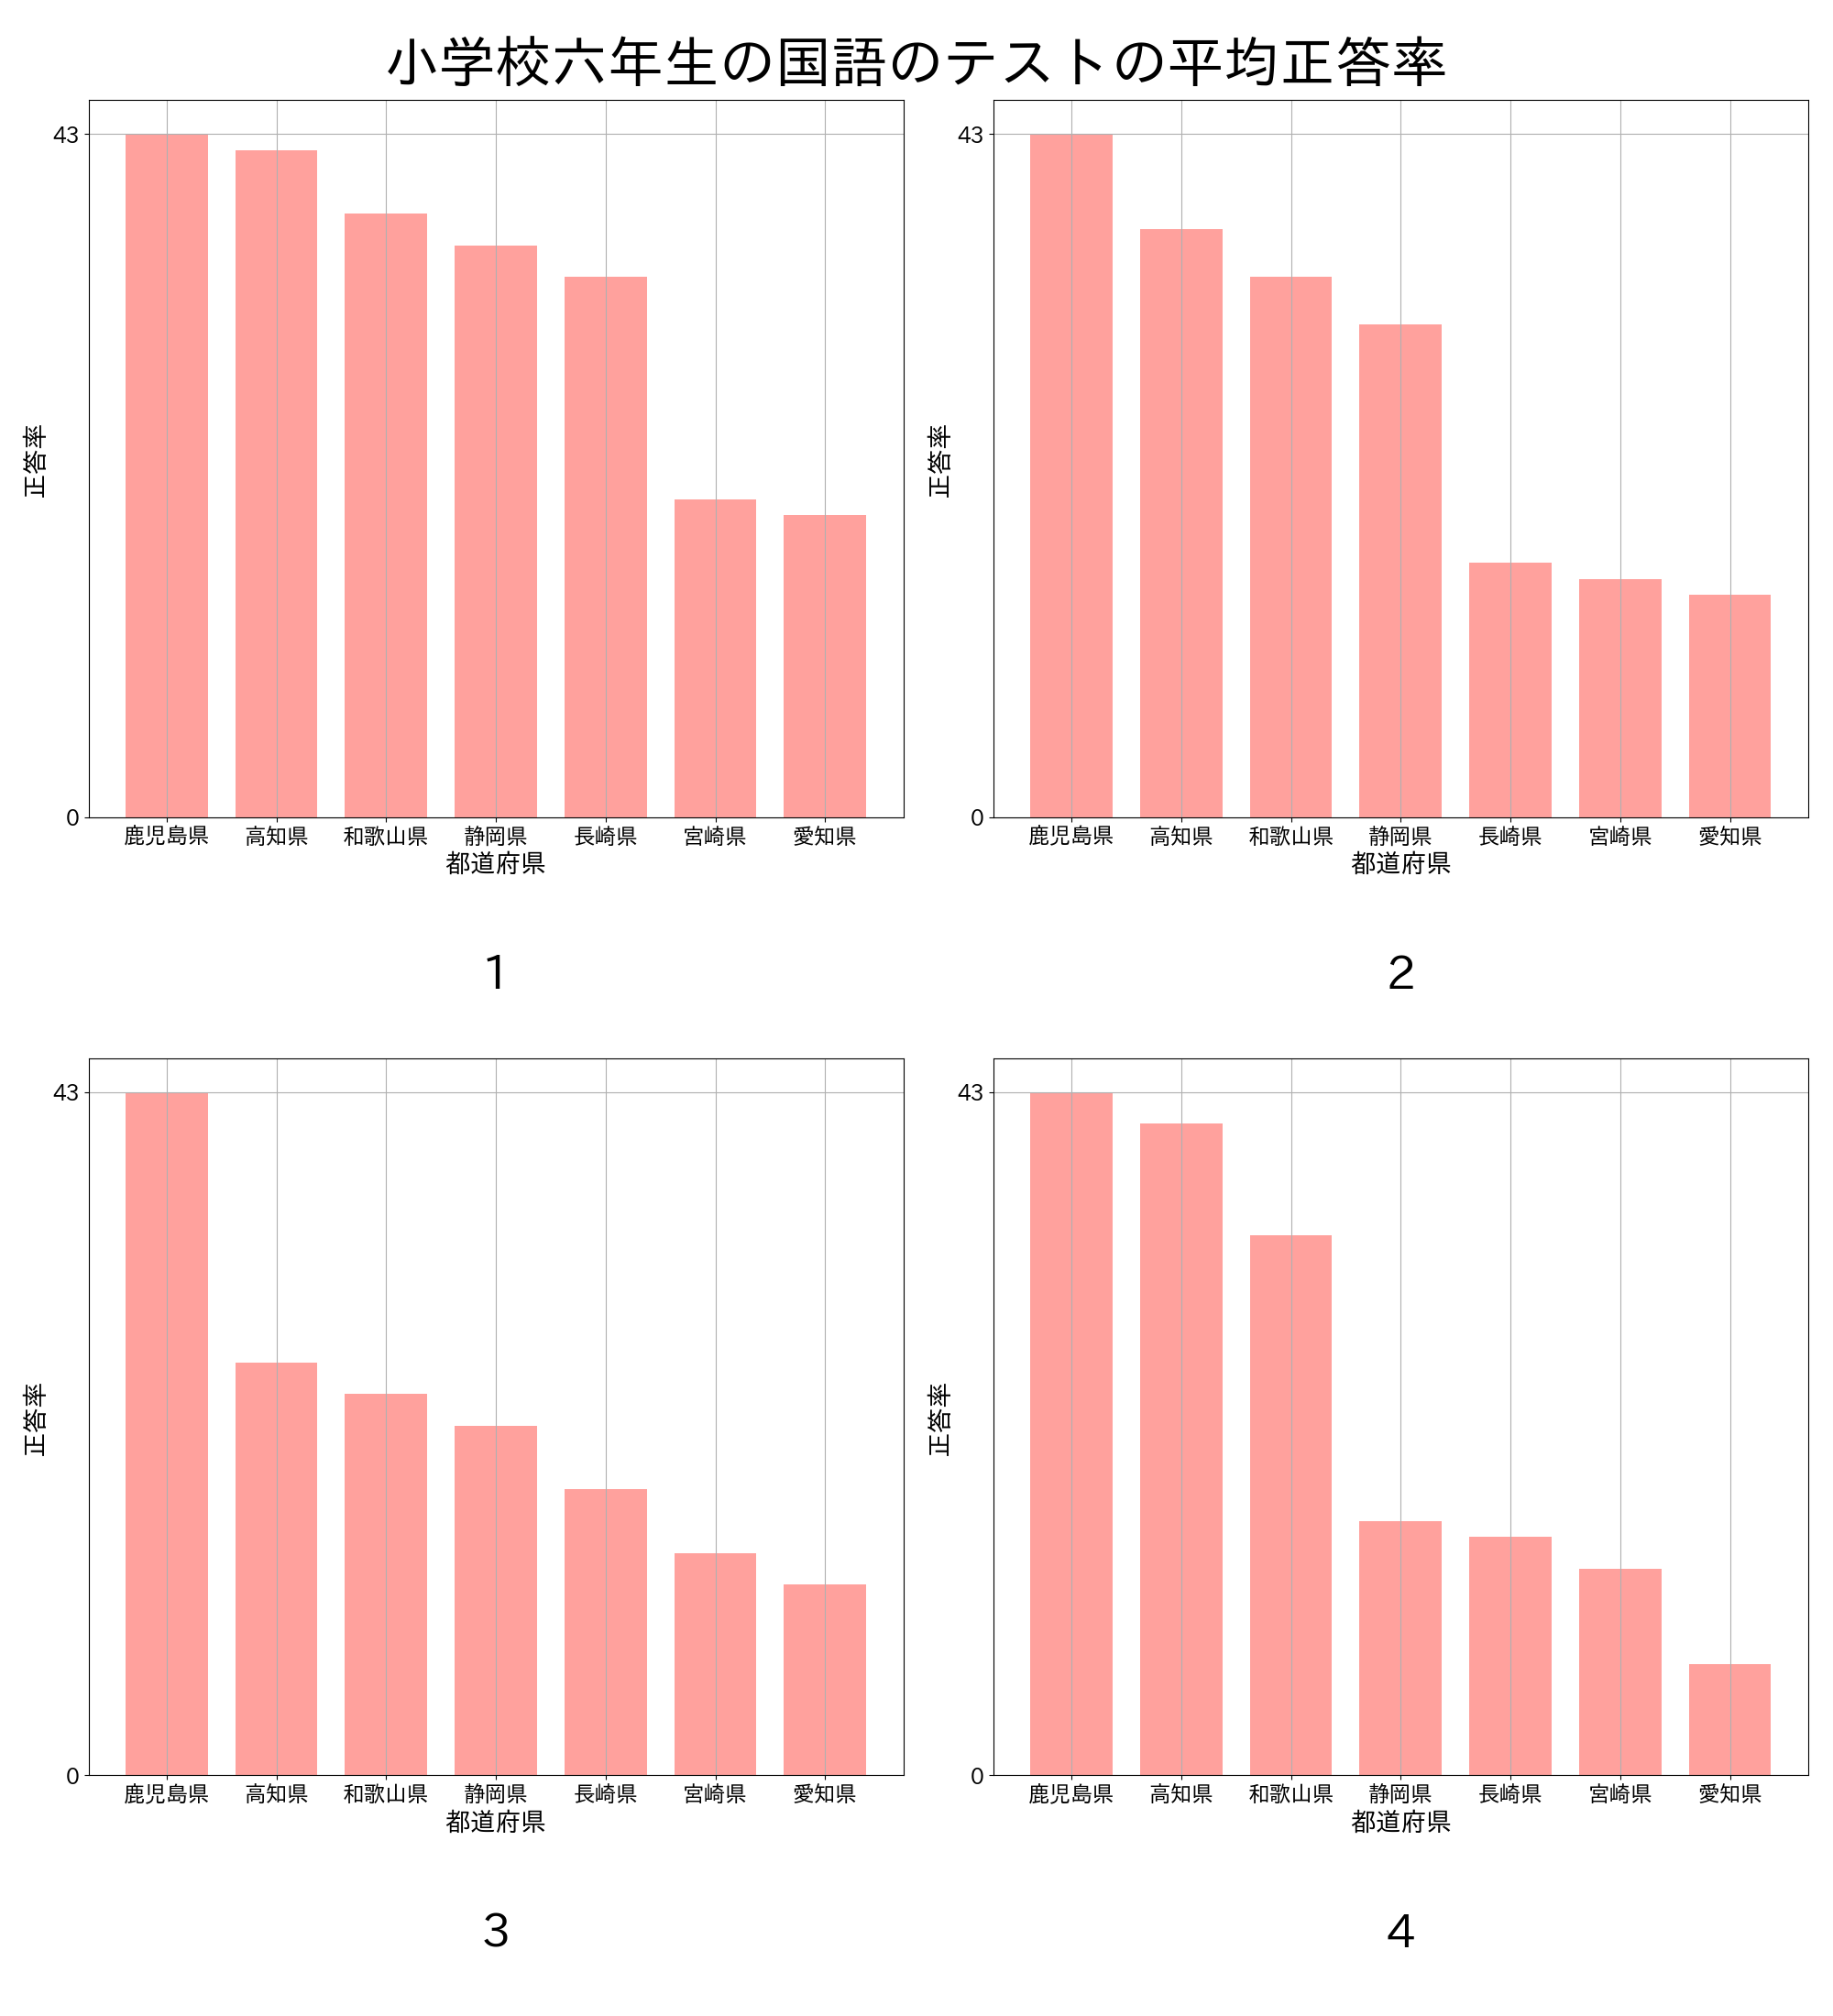 小学校六年生の国語のテストの平均正答率
43
0
正答率
鹿児島県 高知県 和歌山県 静岡県 長崎県 宮崎県 愛知県
都道府県
1
43
0
正答率
鹿児島県 高知県 和歌山県 静岡県 長崎県 宮崎県 愛知県
都道府県
2
43
0
正答率
鹿児島県 高知県 和歌山県 静岡県 長崎県 宮崎県 愛知県
都道府県
3
43
0
正答率
鹿児島県 高知県 和歌山県 静岡県 長崎県 宮崎県 愛知県
都道府県
4